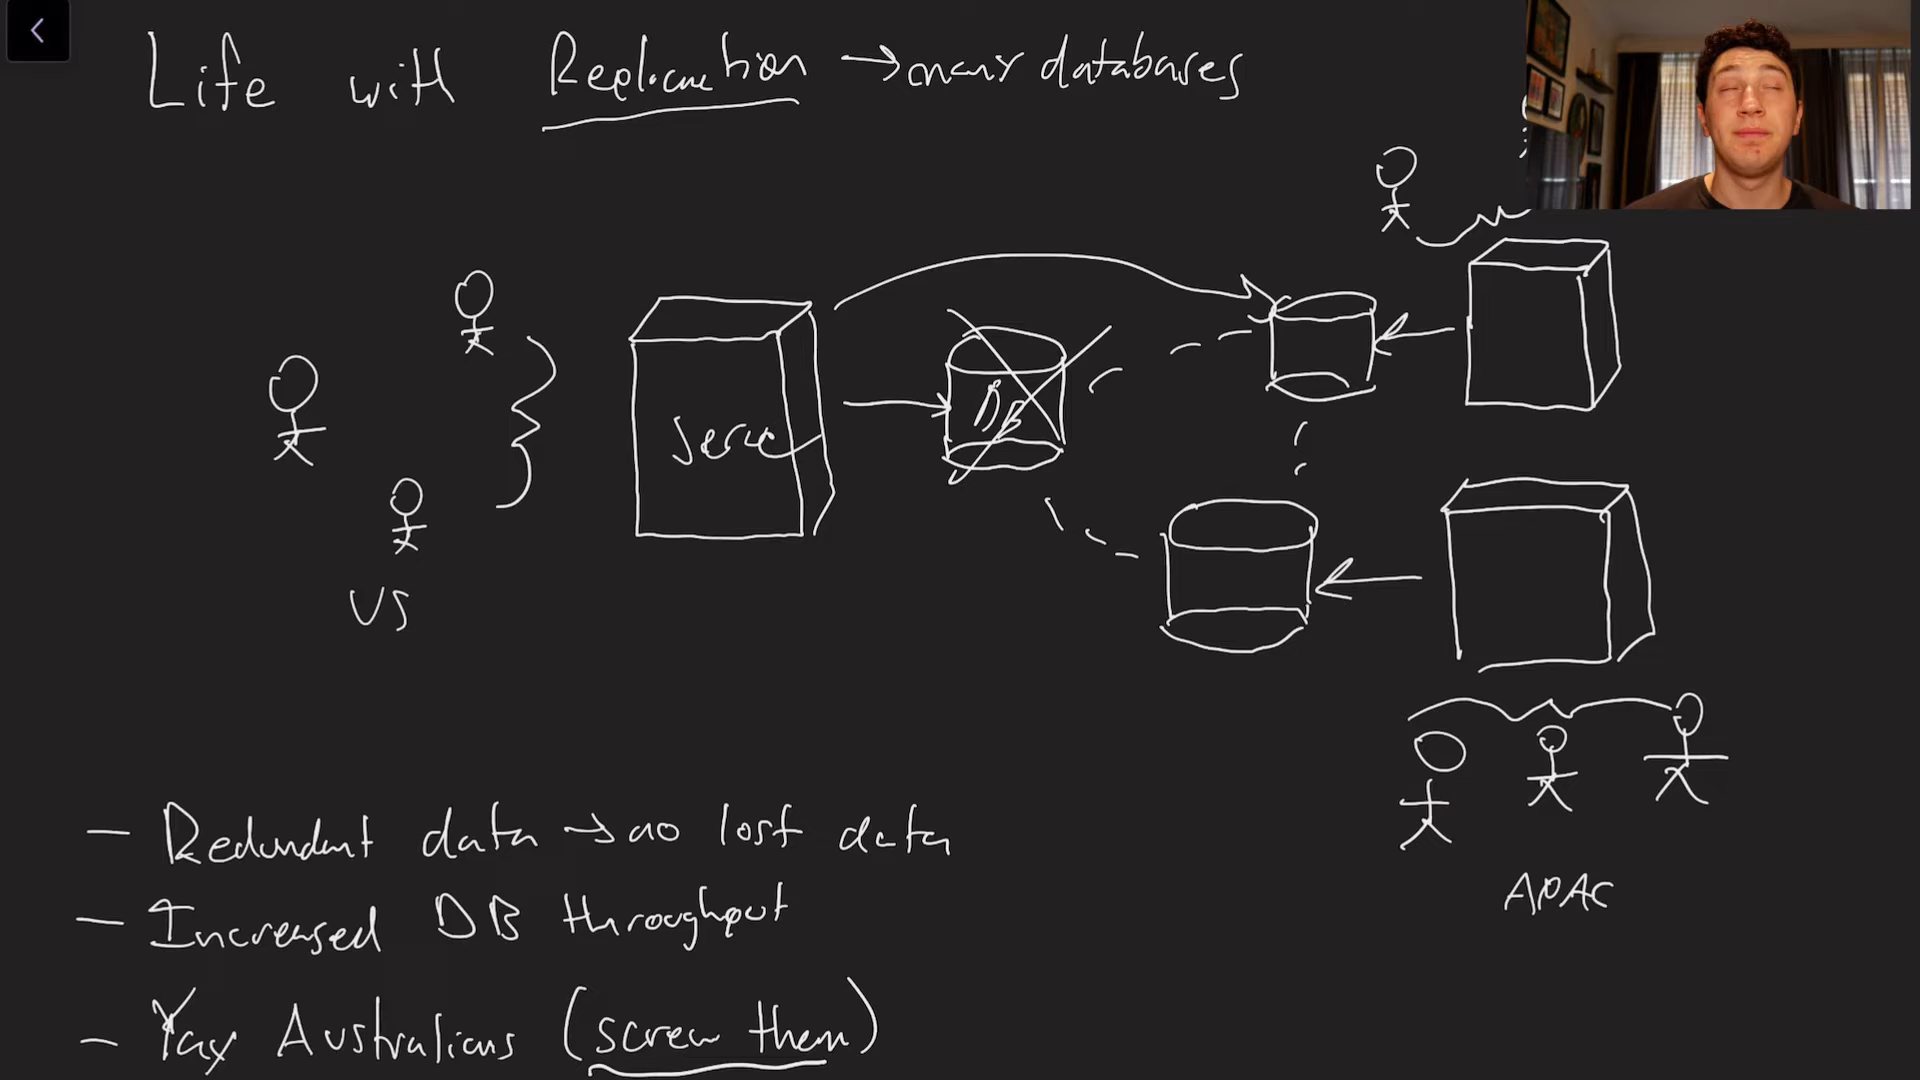 Life with Replication → many databases
Server
DB
US
APAC
- Redundant data → no lost data
- Increased DB throughput
- Yay Australians (screw them)